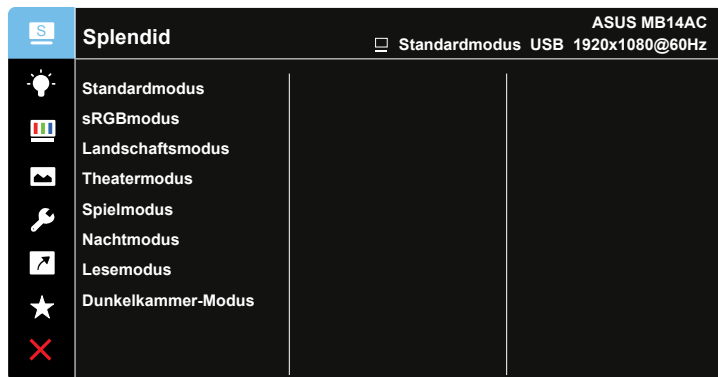 S
Splendid
ASUS MB14AC
Standardmodus USB 1920x1080@60Hz
Standardmodus
sRGBmodus
Landschaftsmodus
Theatermodus
Spielmodus
Nachtmodus
Lesemodus
Dunkelkammer-Modus